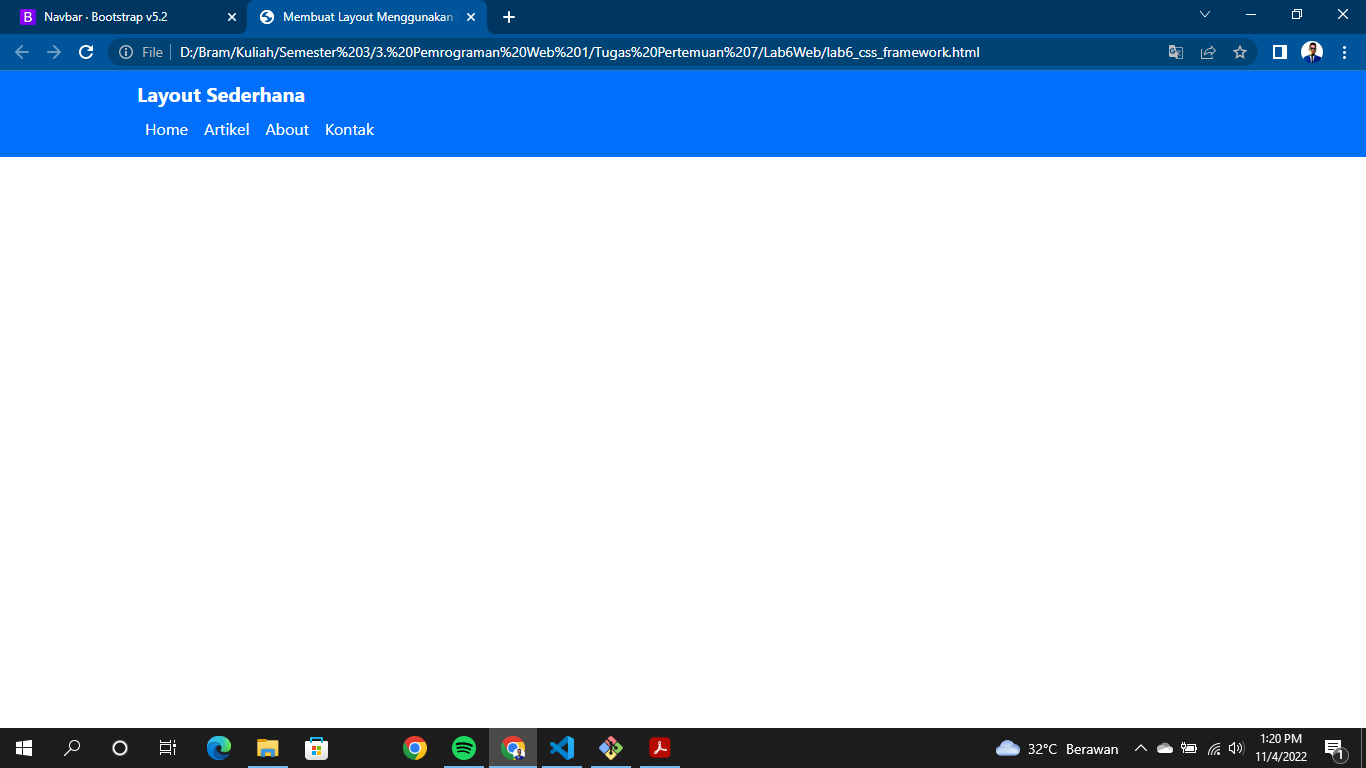 Navbar · Bootstrap v5.2
Membuat Layout Menggunakan
File
D:/Bram/Kuliah/Semester%203/3.%20Pemrograman%20Web%201/Tugas%20Pertemuan%207/Lab6Web/lab6_css_framework.html
Layout Sederhana
Home Artikel About Kontak
32°C Berawan
1:20 PM
11/4/2022
1